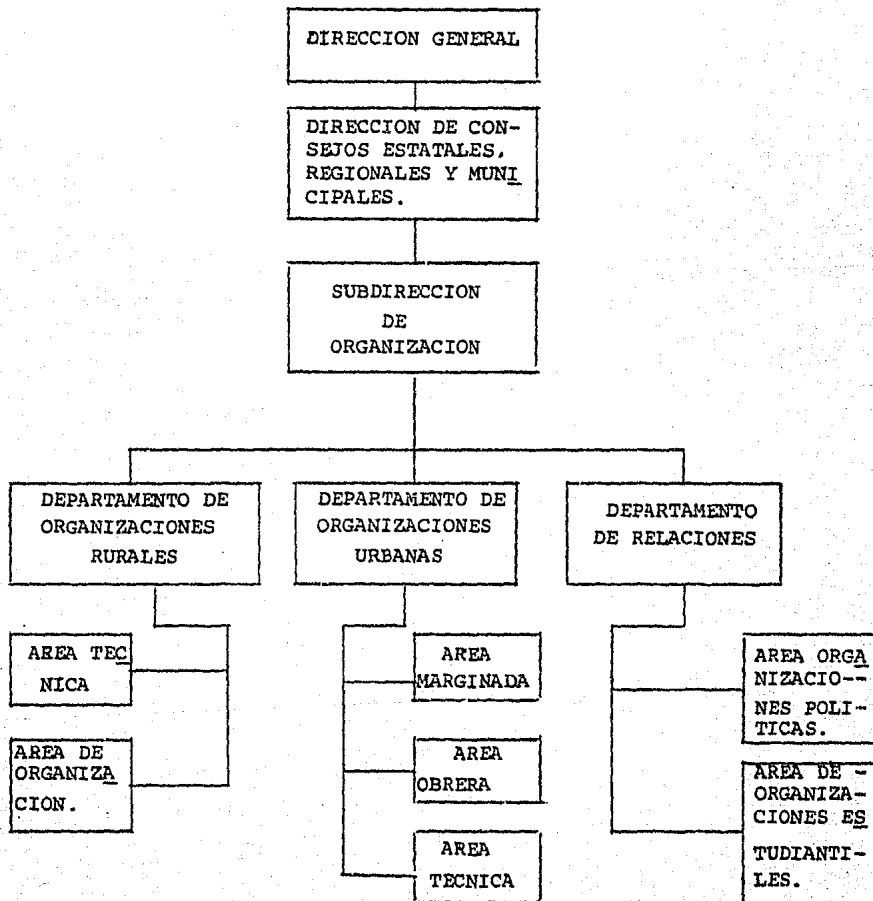 DIRECCION GENERAL
DIRECCION DE CON-
SEJOS ESTATALES,
REGIONALES Y MUNI
CIPALES.
SUBDIRECCION
DE
ORGANIZACION
DEPARTAMENTO DE
ORGANIZACIONES
RURALES
DEPARTAMENTO DE
ORGANIZACIONES
URBANAS
DEPARTAMENTO
DE RELACIONES
AREA TEC
NICA
AREA DE
ORGANIZA
CION.
AREA
MARGINADA
AREA
OBRERA
AREA
TECNICA
AREA ORGA
NIZACIO--
NES POLI-
TICAS.
AREA DE -
ORGANIZA-
CIONES ES
TUDIANTI-
LES.